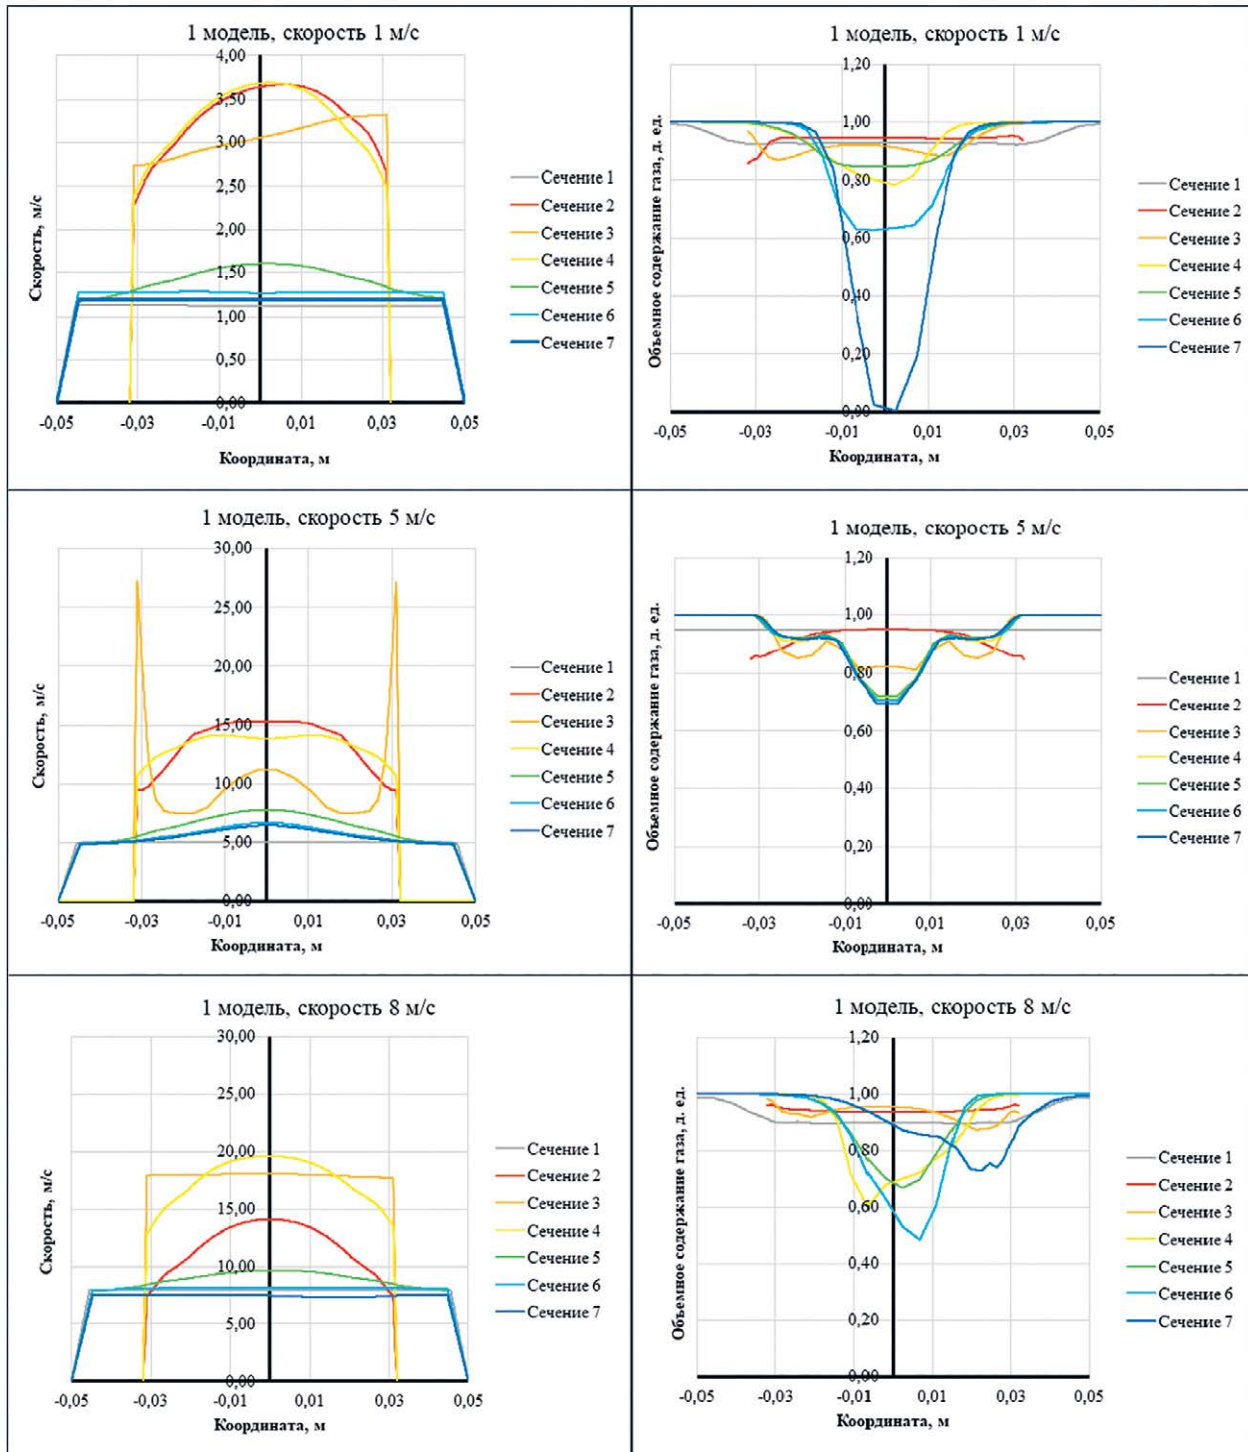 1 модель, скорость 1 м/с
4,00
3,50
3,00
2,50
2,00
1,50
1,00
0,50
0,00
-0,05
-0,03
-0,01
0,01
0,03
0,05
Скорость, м/с
Координата, м
Сечение 1
Сечение 2
Сечение 3
Сечение 4
Сечение 5
Сечение 6
Сечение 7
1 модель, скорость 1 м/с
1,20
1,00
0,80
0,60
0,40
0,20
0,00
-0,05
-0,03
-0,01
0,01
0,03
0,05
Объемное содержание газа, д. ед.
Координата, м
Сечение 1
Сечение 2
Сечение 3
Сечение 4
Сечение 5
Сечение 6
Сечение 7
1 модель, скорость 5 м/с
30,00
25,00
20,00
15,00
10,00
5,00
0,00
-0,05
-0,03
-0,01
0,01
0,03
0,05
Скорость, м/с
Координата, м
Сечение 1
Сечение 2
Сечение 3
Сечение 4
Сечение 5
Сечение 6
Сечение 7
1 модель, скорость 5 м/с
1,20
1,00
0,80
0,60
0,40
0,20
0,00
-0,05
-0,03
-0,01
0,01
0,03
0,05
Объемное содержание газа, д. ед.
Координата, м
Сечение 1
Сечение 2
Сечение 3
Сечение 4
Сечение 5
Сечение 6
Сечение 7
1 модель, скорость 8 м/с
30,00
25,00
20,00
15,00
10,00
5,00
0,00
-0,05
-0,03
-0,01
0,01
0,03
0,05
Скорость, м/с
Координата, м
Сечение 1
Сечение 2
Сечение 3
Сечение 4
Сечение 5
Сечение 6
Сечение 7
1 модель, скорость 8 м/с
1,20
1,00
0,80
0,60
0,40
0,20
0,00
-0,05
-0,03
-0,01
0,01
0,03
0,05
Объемное содержание газа, д. ед.
Координата, м
Сечение 1
Сечение 2
Сечение 3
Сечение 4
Сечение 5
Сечение 6
Сечение 7